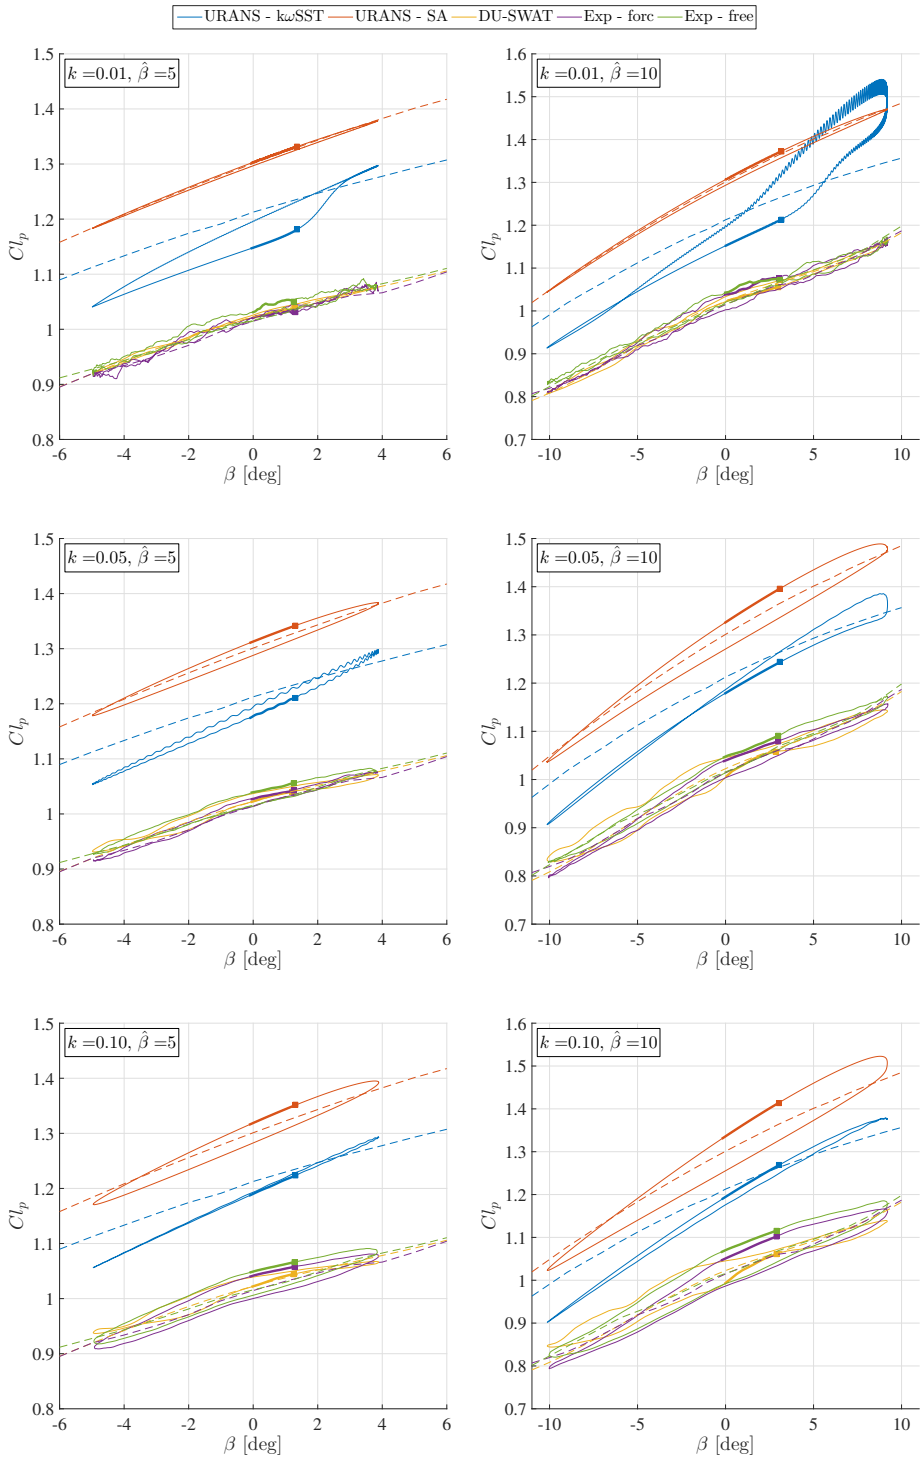 URANS - kωSST URANS - SA DU-SWAT Exp - forc Exp - free
1.5
k =0.01, β̂ =5
1.4
1.3
1.2
Cl_p
1.1
1
0.9
0.8
-6 -4 -2 0 2 4 6
β [deg]
1.6
k =0.01, β̂ =10
1.5
1.4
1.3
1.2
Cl_p
1.1
1
0.9
0.8
0.7
-10 -5 0 5 10
β [deg]
1.5
k =0.05, β̂ =5
1.4
1.3
1.2
Cl_p
1.1
1
0.9
0.8
-6 -4 -2 0 2 4 6
β [deg]
1.5
k =0.05, β̂ =10
1.4
1.3
1.2
Cl_p
1.1
1
0.9
0.8
0.7
-10 -5 0 5 10
β [deg]
1.5
k =0.10, β̂ =5
1.4
1.3
1.2
Cl_p
1.1
1
0.9
0.8
-6 -4 -2 0 2 4 6
β [deg]
1.6
k =0.10, β̂ =10
1.5
1.4
1.3
1.2
Cl_p
1.1
1
0.9
0.8
0.7
-10 -5 0 5 10
β [deg]